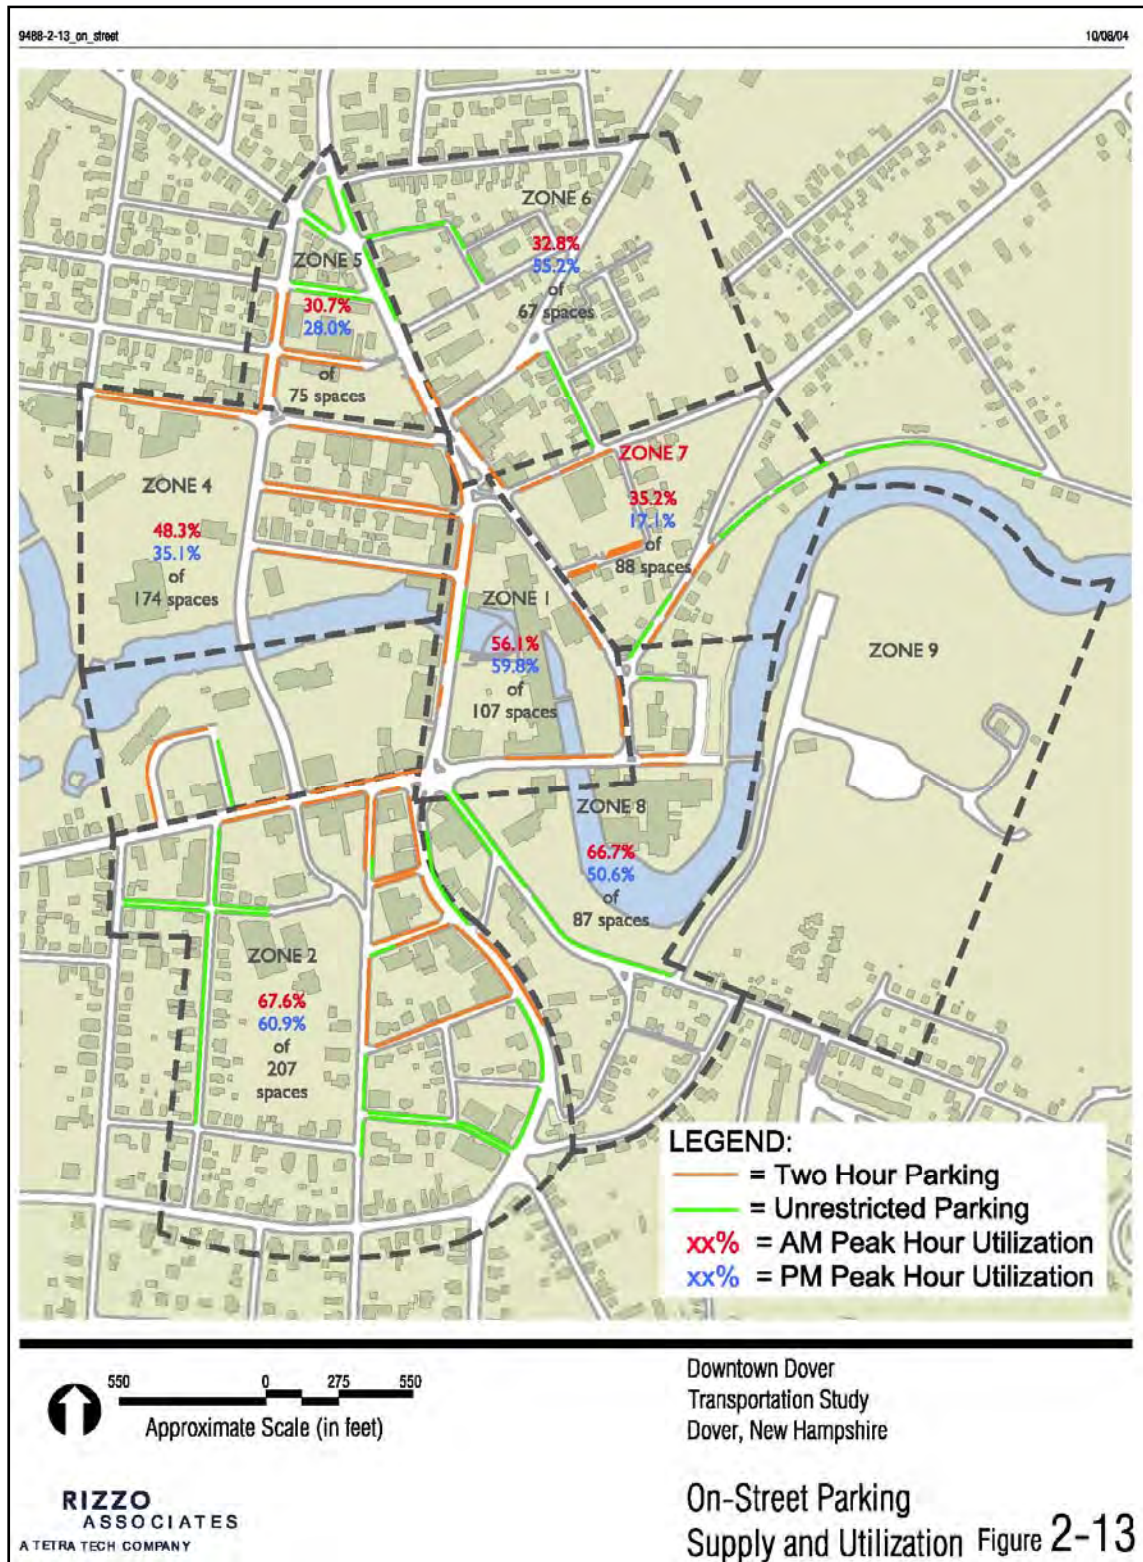 9488-2-13_on_street
10/08/04
ZONE 6
32.8%
55.2%
of
67 spaces
ZONE 5
30.7%
28.0%
of
75 spaces
ZONE 7
35.2%
17.1%
of
88 spaces
ZONE 4
48.3%
35.1%
of
174 spaces
ZONE 1
56.1%
59.8%
of
107 spaces
ZONE 9
ZONE 8
66.7%
50.6%
of
87 spaces
ZONE 2
67.6%
60.9%
of
207
spaces
LEGEND:
= Two Hour Parking
= Unrestricted Parking
xx% = AM Peak Hour Utilization
xx% = PM Peak Hour Utilization
550 0 275 550
Approximate Scale (in feet)
Downtown Dover
Transportation Study
Dover, New Hampshire
RIZZO
ASSOCIATES
A TETRA TECH COMPANY
On-Street Parking
Supply and Utilization Figure 2-13